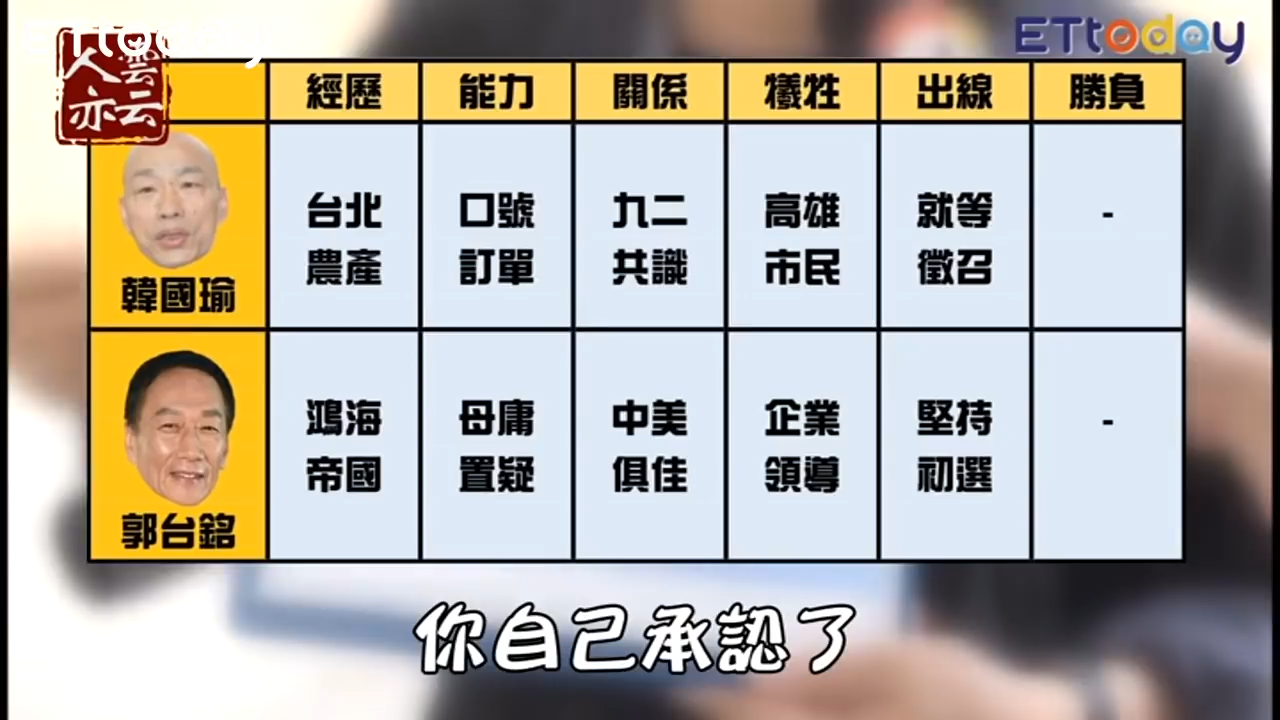 ETtoday
ETtoday
人雲
亦云
經歷 能力 關係 犧牲 出線 勝負
台北 口號 九二 高雄 就等 -
農產 訂單 共識 市民 徵召
韓國瑜
鴻海 母庸 中美 企業 堅持 -
帝國 置疑 俱佳 領導 初選
郭台銘
你自己承認了